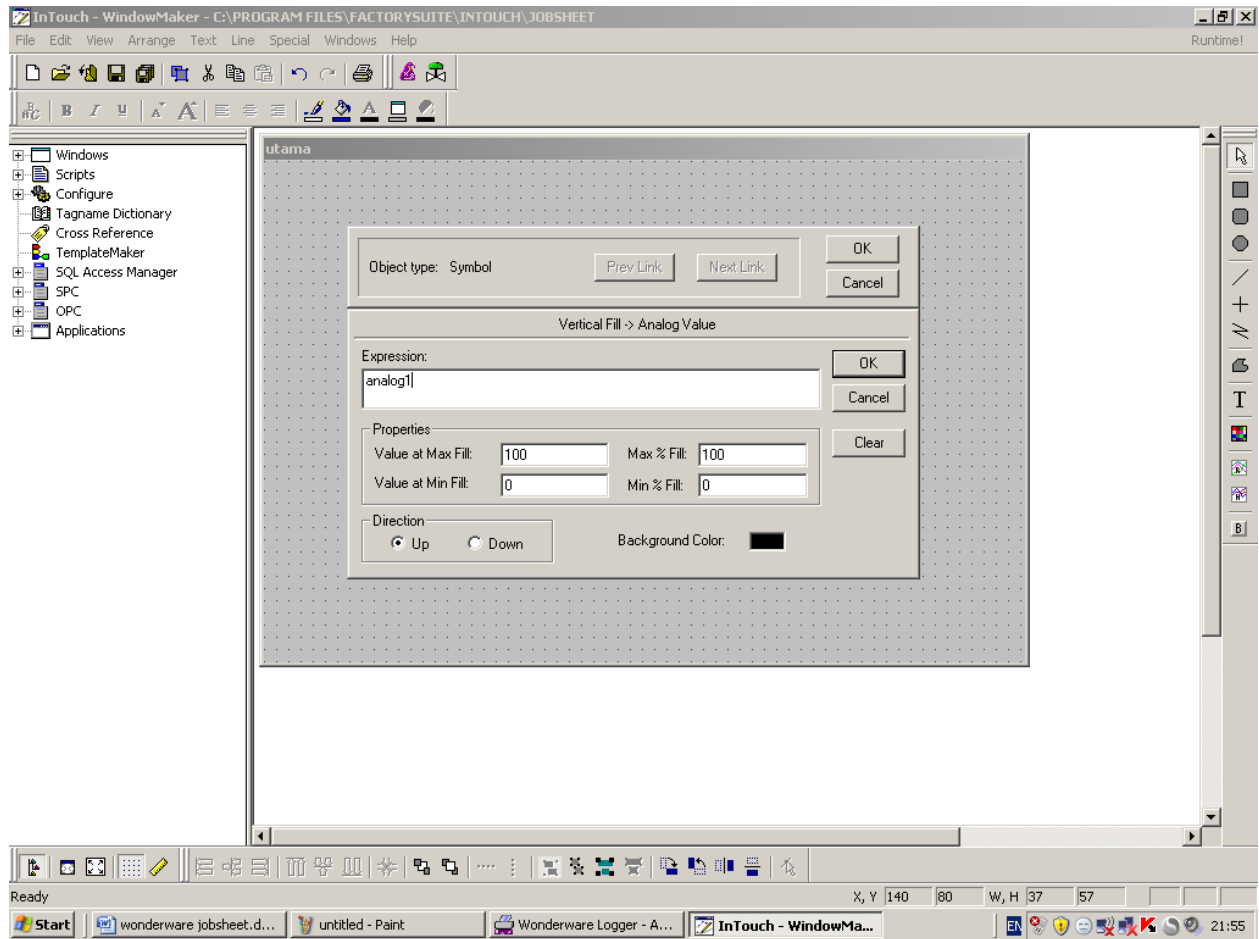 InTouch - WindowMaker - C:\PROGRAM FILES\FACTORYSUITE\INTOUCH\JOBSHEET
File Edit View Arrange Text Line Special Windows Help Runtime!
ABC B I U A A A
Windows
Scripts
Configure
Tagname Dictionary
Cross Reference
TemplateMaker
SQL Access Manager
SPC
OPC
Applications
utama
Object type: Symbol Prev Link Next Link
OK
Cancel
Vertical Fill -> Analog Value
Expression:
analog1
OK
Cancel
Clear
Properties
Value at Max Fill: 100 Max % Fill: 100
Value at Min Fill: 0 Min % Fill: 0
Direction
Up Down
Background Color:
T
B
Ready X, Y 140 80 W, H 37 57
Start wonderware jobsheet.d... untitled - Paint Wonderware Logger - A... InTouch - WindowMa... EN 21:55